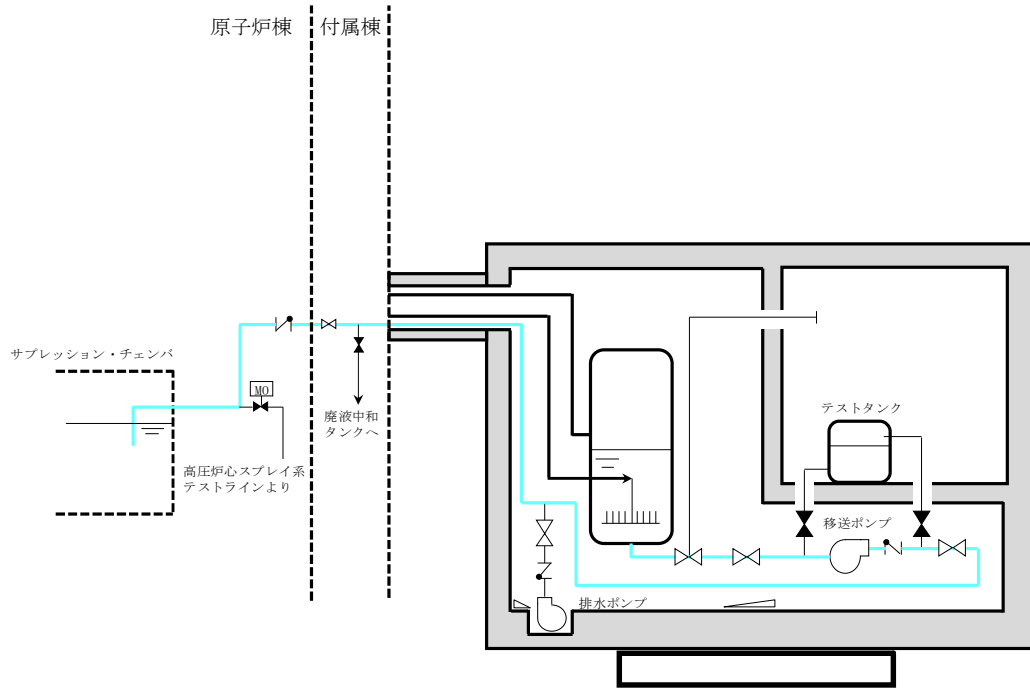 原子炉棟
付属棟
サプレッション・チェンバ
MO
廃液中和
タンクへ
高圧炉心スプレイ系
テストラインより
テストタンク
移送ポンプ
排水ポンプ